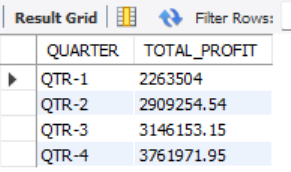 Result Grid Filter Rows:
QUARTER TOTAL_PROFIT
QTR-1 2263504
QTR-2 2909254.54
QTR-3 3146153.15
QTR-4 3761971.95